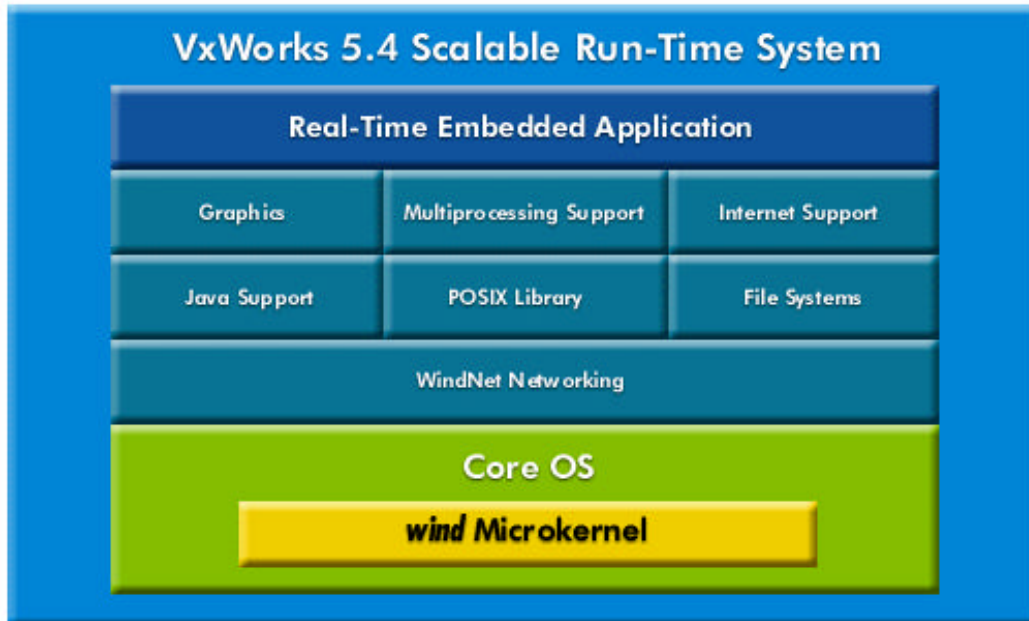 VxWorks 5.4 Scalable Run-Time System
Real-Time Embedded Application
Graphics
Multiprocessing Support
Internet Support
Java Support
POSIX Library
File Systems
WindNet Networking
Core OS
wind Microkernel